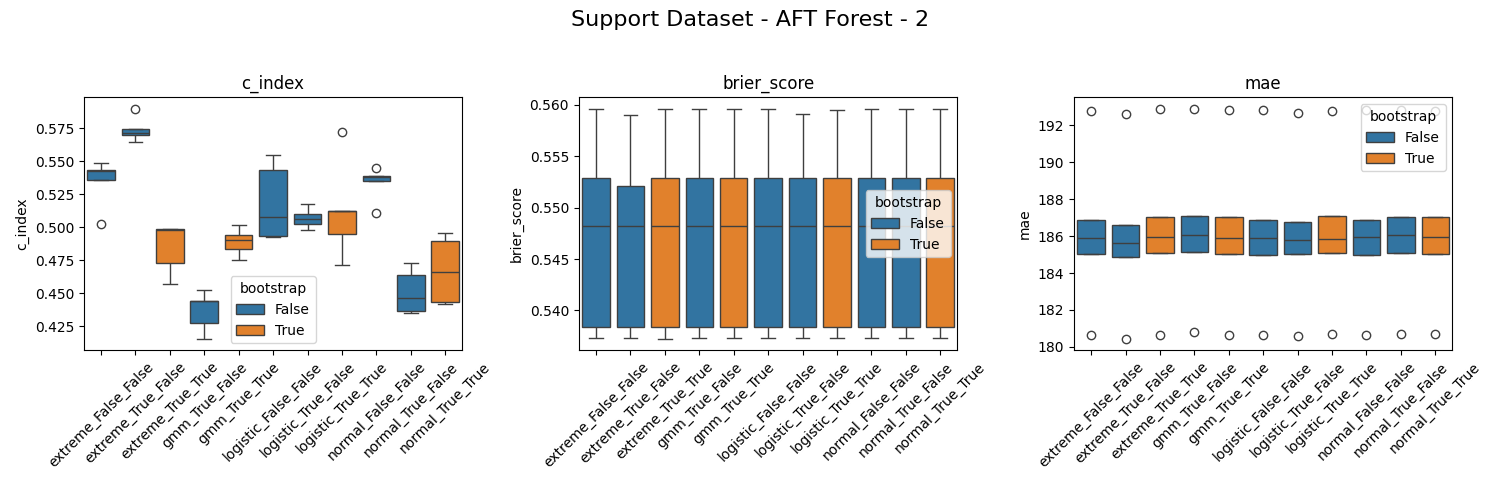 Support Dataset - AFT Forest - 2
c_index
c_index
0.575
0.550
0.525
0.500
0.475
0.450
0.425
bootstrap
False
True
extreme_False_False
extreme_True_False
extreme_True_True
gmm_True_False
gmm_True_True
logistic_False_False
logistic_True_False
logistic_True_True
normal_False_False
normal_True_False
normal_True_True
brier_score
brier_score
0.560
0.555
0.550
0.545
0.540
bootstrap
False
True
extreme_False_False
extreme_True_False
extreme_True_True
gmm_True_False
gmm_True_True
logistic_False_False
logistic_True_False
logistic_True_True
normal_False_False
normal_True_False
normal_True_True
mae
mae
192
190
188
186
184
182
180
bootstrap
False
True
extreme_False_False
extreme_True_False
extreme_True_True
gmm_True_False
gmm_True_True
logistic_False_False
logistic_True_False
logistic_True_True
normal_False_False
normal_True_False
normal_True_True